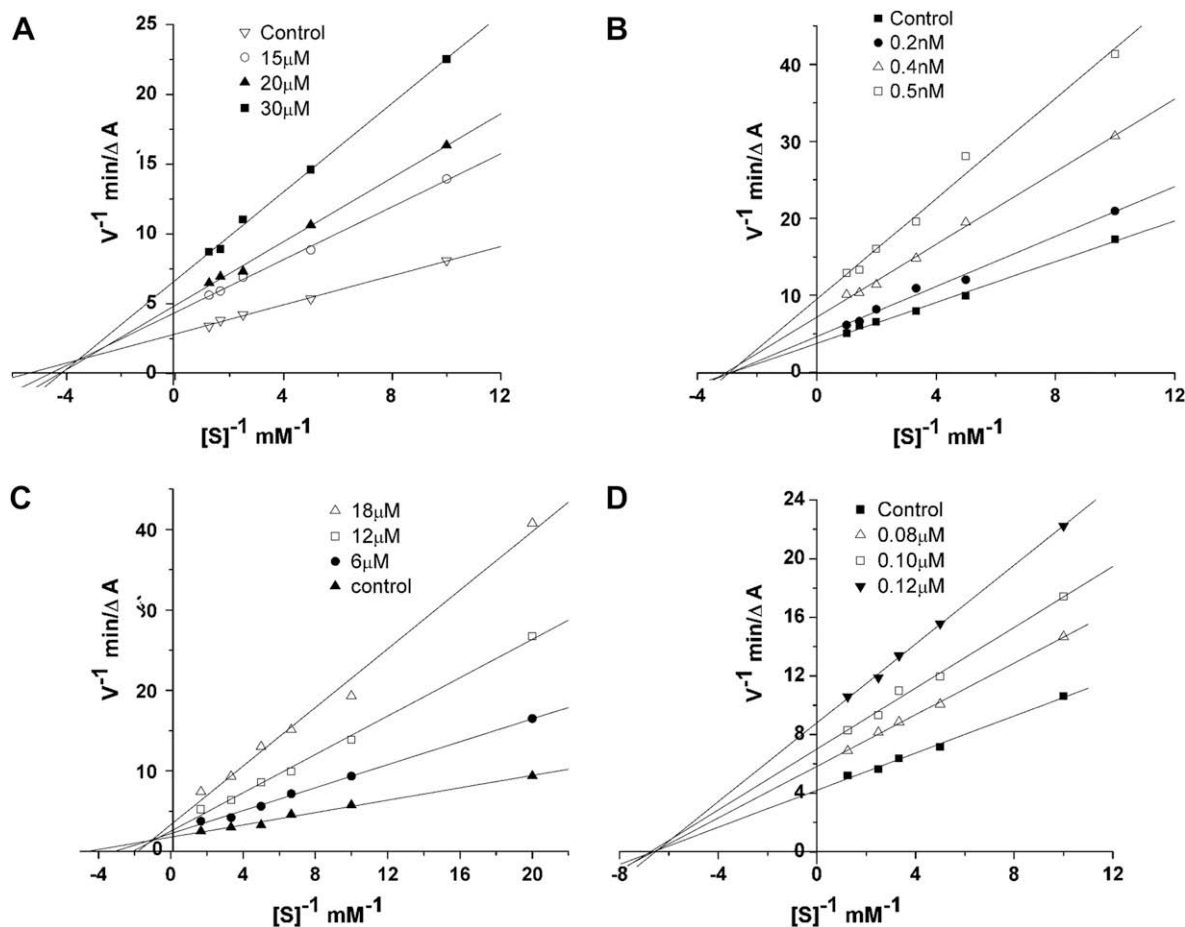 A
25
20
15
10
5
0
-4
0
4
8
12
V⁻¹ min/Δ A
[S]⁻¹ mM⁻¹
Control
15μM
20μM
30μM
B
40
30
20
10
0
-4
0
4
8
12
V⁻¹ min/Δ A
[S]⁻¹ mM⁻¹
Control
0.2nM
0.4nM
0.5nM
C
40
30
20
10
0
-4
0
4
8
12
16
20
V⁻¹ min/Δ A
[S]⁻¹ mM⁻¹
18μM
12μM
6μM
control
D
24
20
16
12
8
4
0
-8
-4
0
4
8
12
V⁻¹ min/Δ A
[S]⁻¹ mM⁻¹
Control
0.08μM
0.10μM
0.12μM